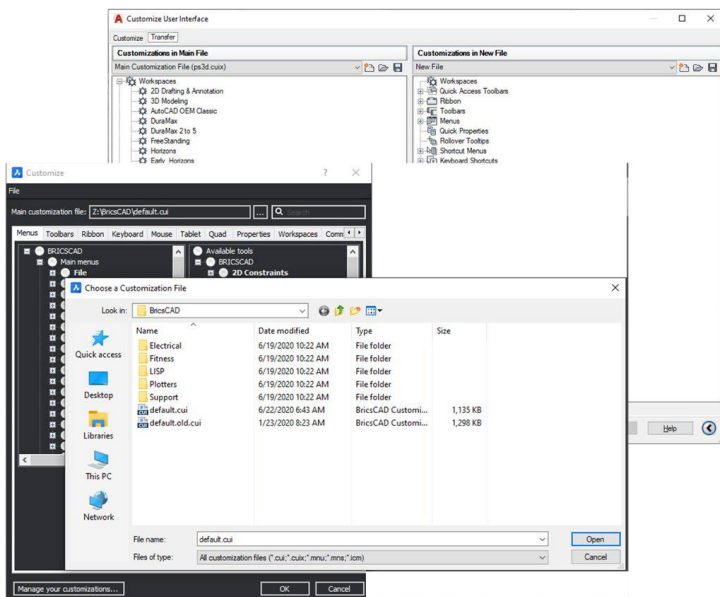 Customize User Interface
Customize Transfer
Customizations in Main File
Main Customization File (ps3d.cuix)
Workspaces
2D Drafting & Annotation
3D Modeling
AutoCAD OEM Classic
DuraMax
DuraMax 2 to 5
FreeStanding
Horizons
Early Horizons
Customizations in New File
New File
Workspaces
Quick Access Toolbars
Ribbon
Toolbars
Menus
Quick Properties
Rollover Tooltips
Shortcut Menus
Keyboard Shortcuts
Help
Customize
File
Main customization file: Z:\BricsCAD\default.cui ... Search
Menus Toolbars Ribbon Keyboard Mouse Tablet Quad Properties Workspaces
BRICSCAD
Main menus
File
Available tools
BRICSCAD
2D Constraints
Choose a Customization File
Look in: BricsCAD
Quick access
Desktop
Libraries
This PC
Network
Name Date modified Type Size
Electrical 6/19/2020 10:22 AM File folder
Fitness 6/19/2020 10:22 AM File folder
LISP 6/19/2020 10:22 AM File folder
Plotters 6/19/2020 10:22 AM File folder
Support 6/19/2020 10:22 AM File folder
default.cui 6/22/2020 6:43 AM BricsCAD Customi... 1,135 KB
default.old.cui 1/23/2020 8:23 AM BricsCAD Customi... 1,298 KB
File name: default.cui Open
Files of type: All customization files (*.cui;*.cuix;*.mnu;*.mns;*.icm) Cancel
Manage your customizations... OK Cancel